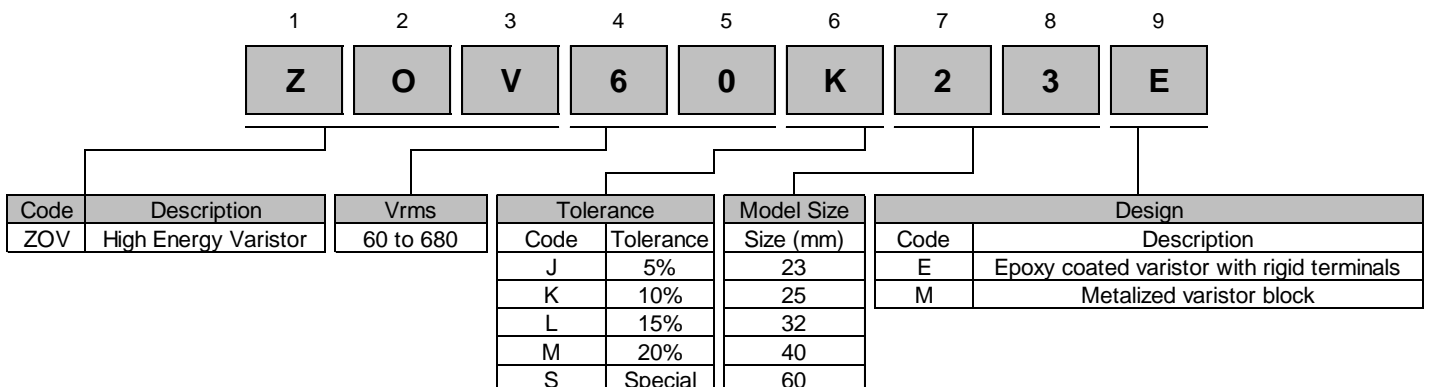 1 2 3 4 5 6 7 8 9
Z O V 6 0 K 2 3 E
Code Description Vrms Tolerance Model Size Design
ZOV High Energy Varistor 60 to 680 Code Tolerance Size (mm) Code Description
J 5% 23 E Epoxy coated varistor with rigid terminals
K 10% 25 M Metalized varistor block
L 15% 32
M 20% 40
S Special 60